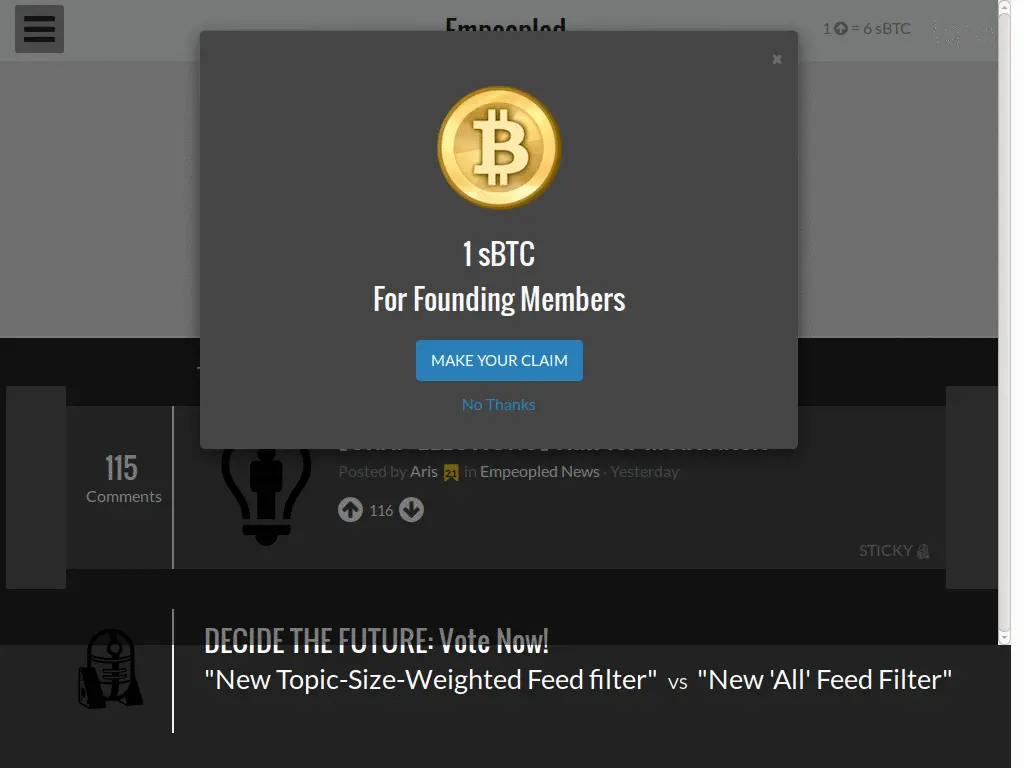 Empeopled
1 = 6 sBTC
×
1 sBTC
For Founding Members
MAKE YOUR CLAIM
No Thanks
115
Comments
Posted by Aris 21 in Empeopled News · Yesterday
116
STICKY
DECIDE THE FUTURE: Vote Now!
"New Topic-Size-Weighted Feed filter" vs "New 'All' Feed Filter"